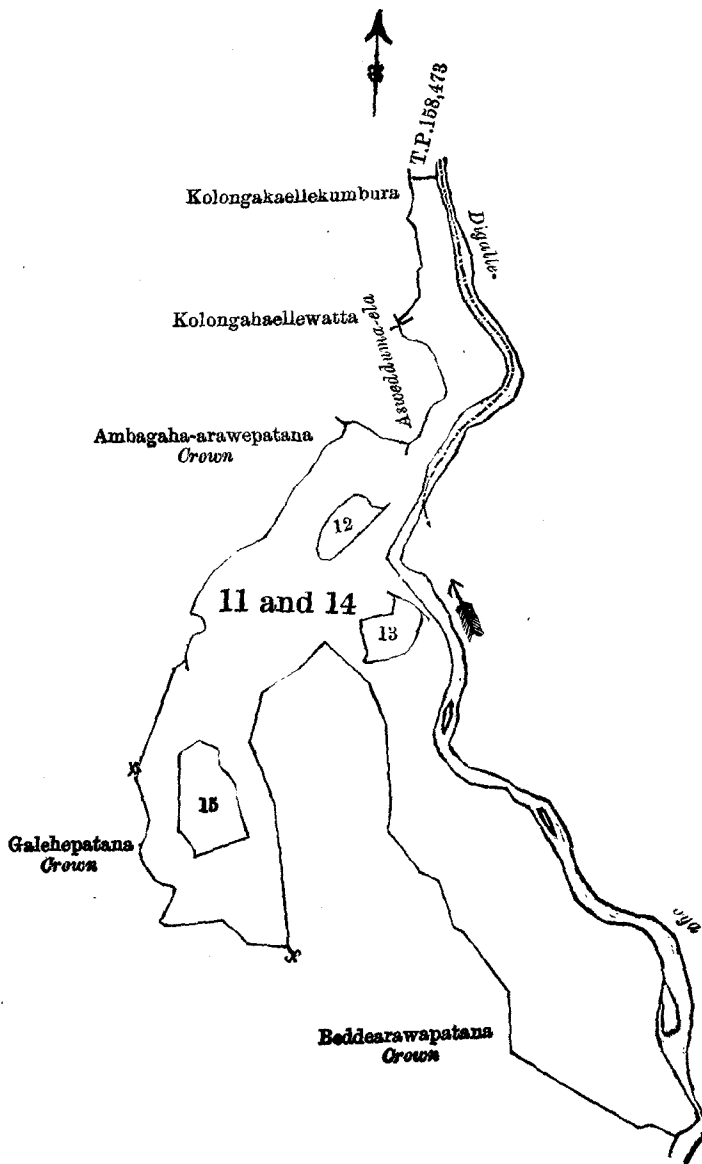 T.P.158,473
Kolongakaellekumbura
Digalle-
Kolongahaellewatta
Aswedduma-ela
Ambagaha-arawepatana
Crown
12
11 and 14
13
15
Galehepatana
Crown
oya
Beddearawapatana
Crown